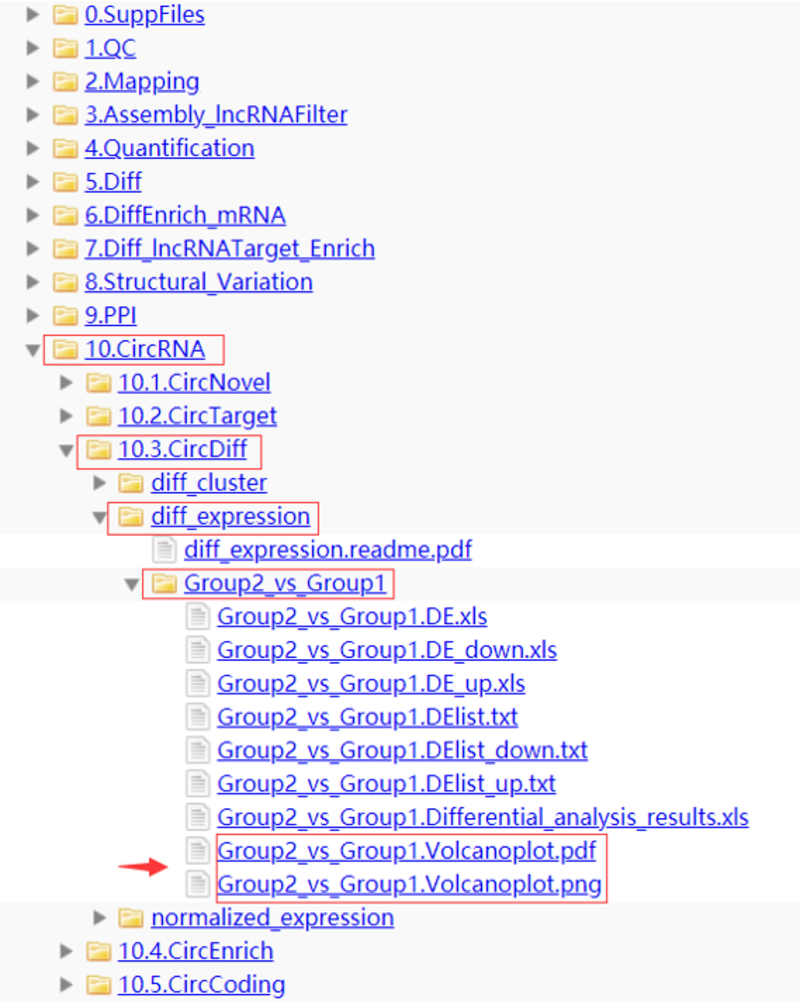 0.SuppFiles
1.QC
2.Mapping
3.Assembly_lncRNAFilter
4.Quantification
5.Diff
6.DiffEnrich_mRNA
7.Diff_lncRNATarget_Enrich
8.Structural_Variation
9.PPI
10.CircRNA
10.1.CircNovel
10.2.CircTarget
10.3.CircDiff
diff_cluster
diff_expression
diff_expression.readme.pdf
Group2_vs_Group1
Group2_vs_Group1.DE.xls
Group2_vs_Group1.DE_down.xls
Group2_vs_Group1.DE_up.xls
Group2_vs_Group1.DElist.txt
Group2_vs_Group1.DElist_down.txt
Group2_vs_Group1.DElist_up.txt
Group2_vs_Group1.Differential_analysis_results.xls
Group2_vs_Group1.Volcanoplot.pdf
Group2_vs_Group1.Volcanoplot.png
normalized_expression
10.4.CircEnrich
10.5.CircCoding